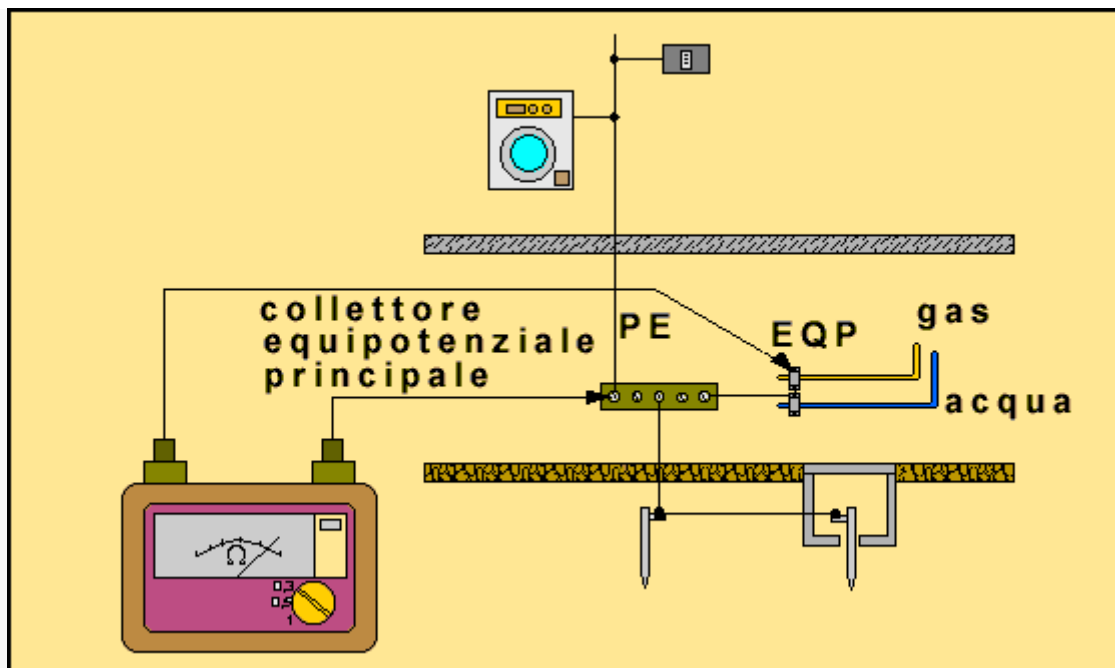 collettore
equipotenziale
principale
PE
EQP
gas
acqua
Ω
0,3
0,5
1